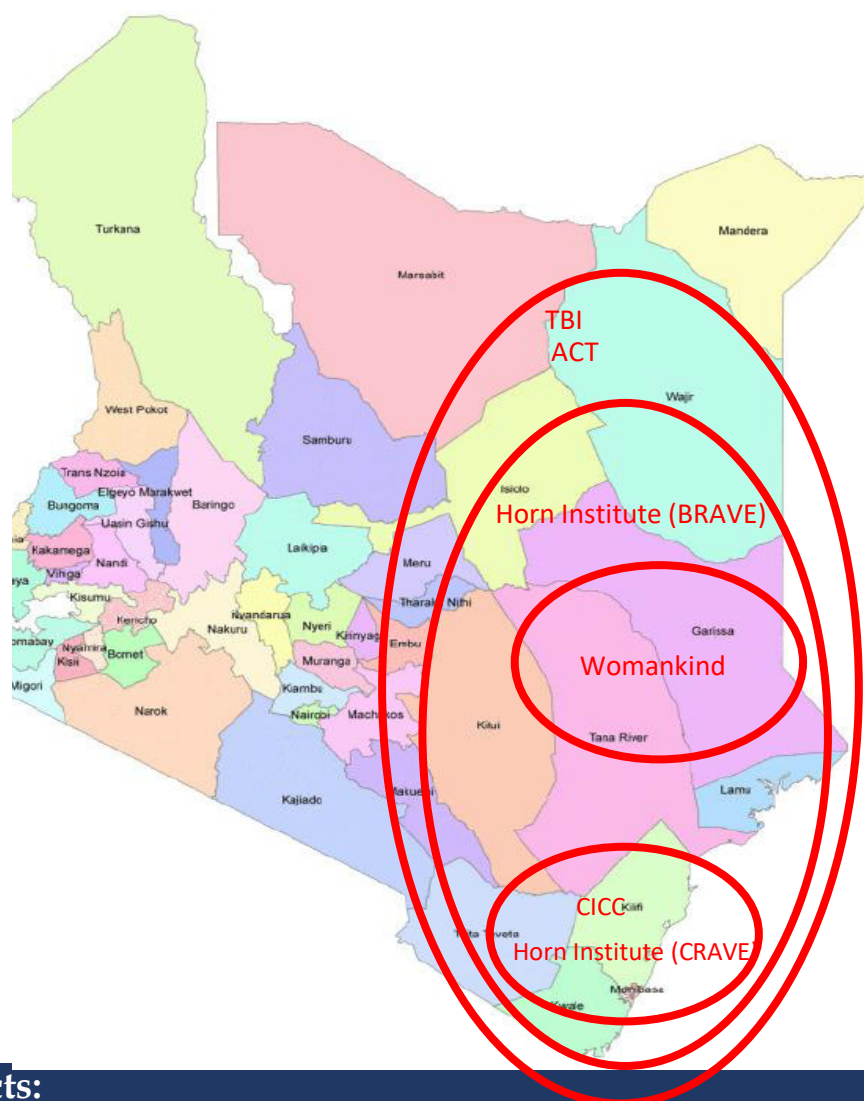 Turkana
Mandera
Marsabit
TBI
ACT
Wajir
West Pokot
Samburu
Trans Nzoia
Elgeyo Marakwet
Baringo
Isiolo
Bungoma
Uasin Gishu
Horn Institute (BRAVE)
Laikipia
Kakamega
Nandi
Meru
Vihiga
Kisumu
Tharaka Nithi
Kericho
Nyandarua
Nyeri
Garissa
Nakuru
Kirinyag
Embu
omabay
Nyamira
Bomet
Muranga
Kisii
Womankind
Migori
Kiambu
Narok
Nairobi
Machakos
Kitui
Tana River
Makueni
Lamu
Kajiado
CICC
Kilifi
Taita Taveta
Horn Institute (CRAVE)
Mombasa
Kwale
cts: